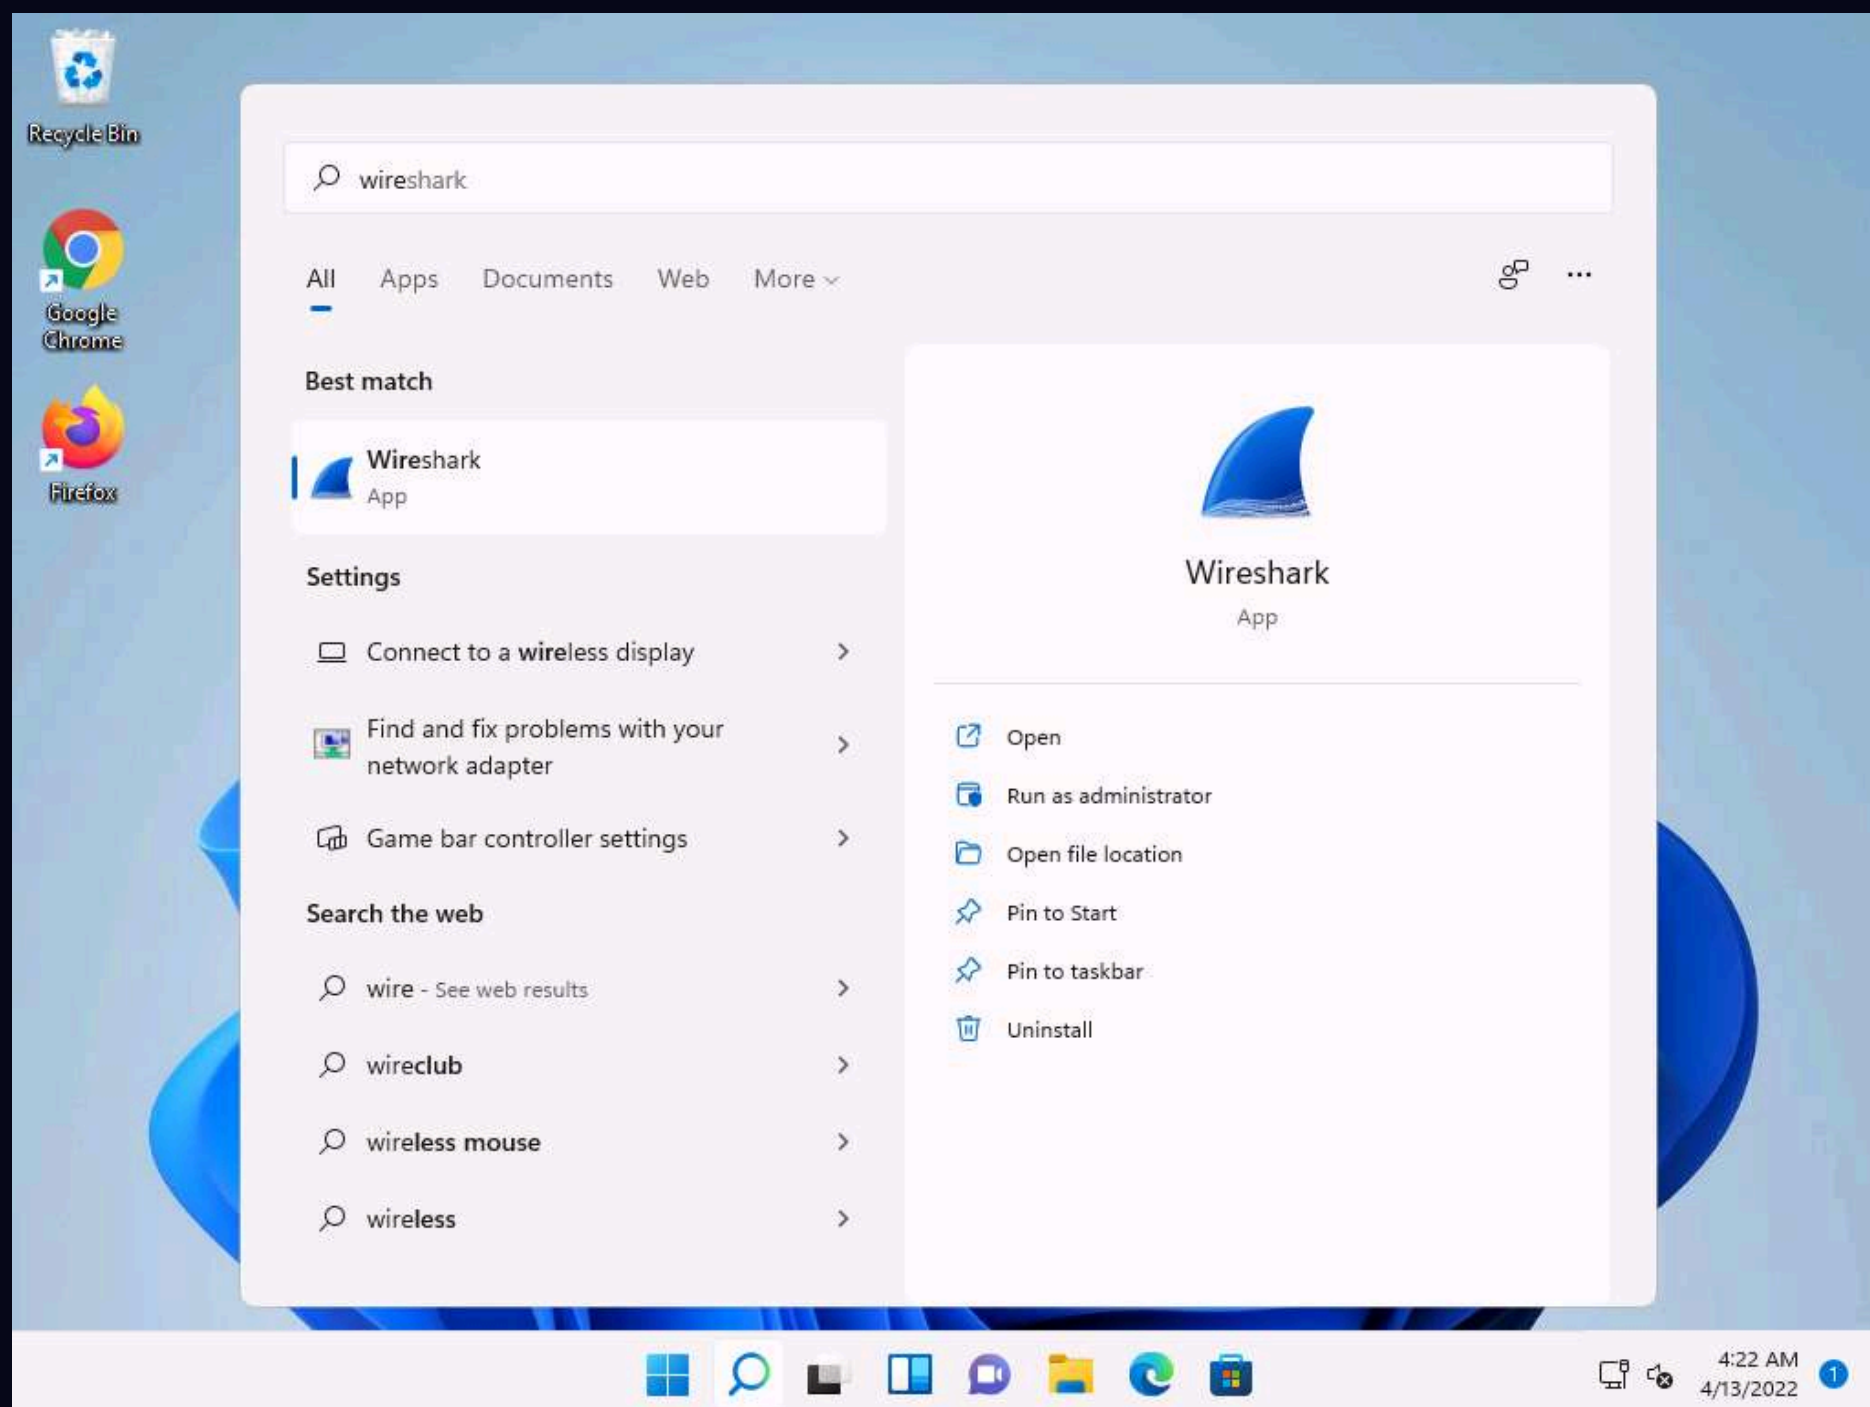 Recycle Bin
Google
Chrome
Firefox
wireshark
All Apps Documents Web More
Best match
Wireshark
App
Settings
Connect to a wireless display
Find and fix problems with your
network adapter
Game bar controller settings
Search the web
wire - See web results
wireclub
wireless mouse
wireless
Wireshark
App
Open
Run as administrator
Open file location
Pin to Start
Pin to taskbar
Uninstall
4:22 AM
4/13/2022
1